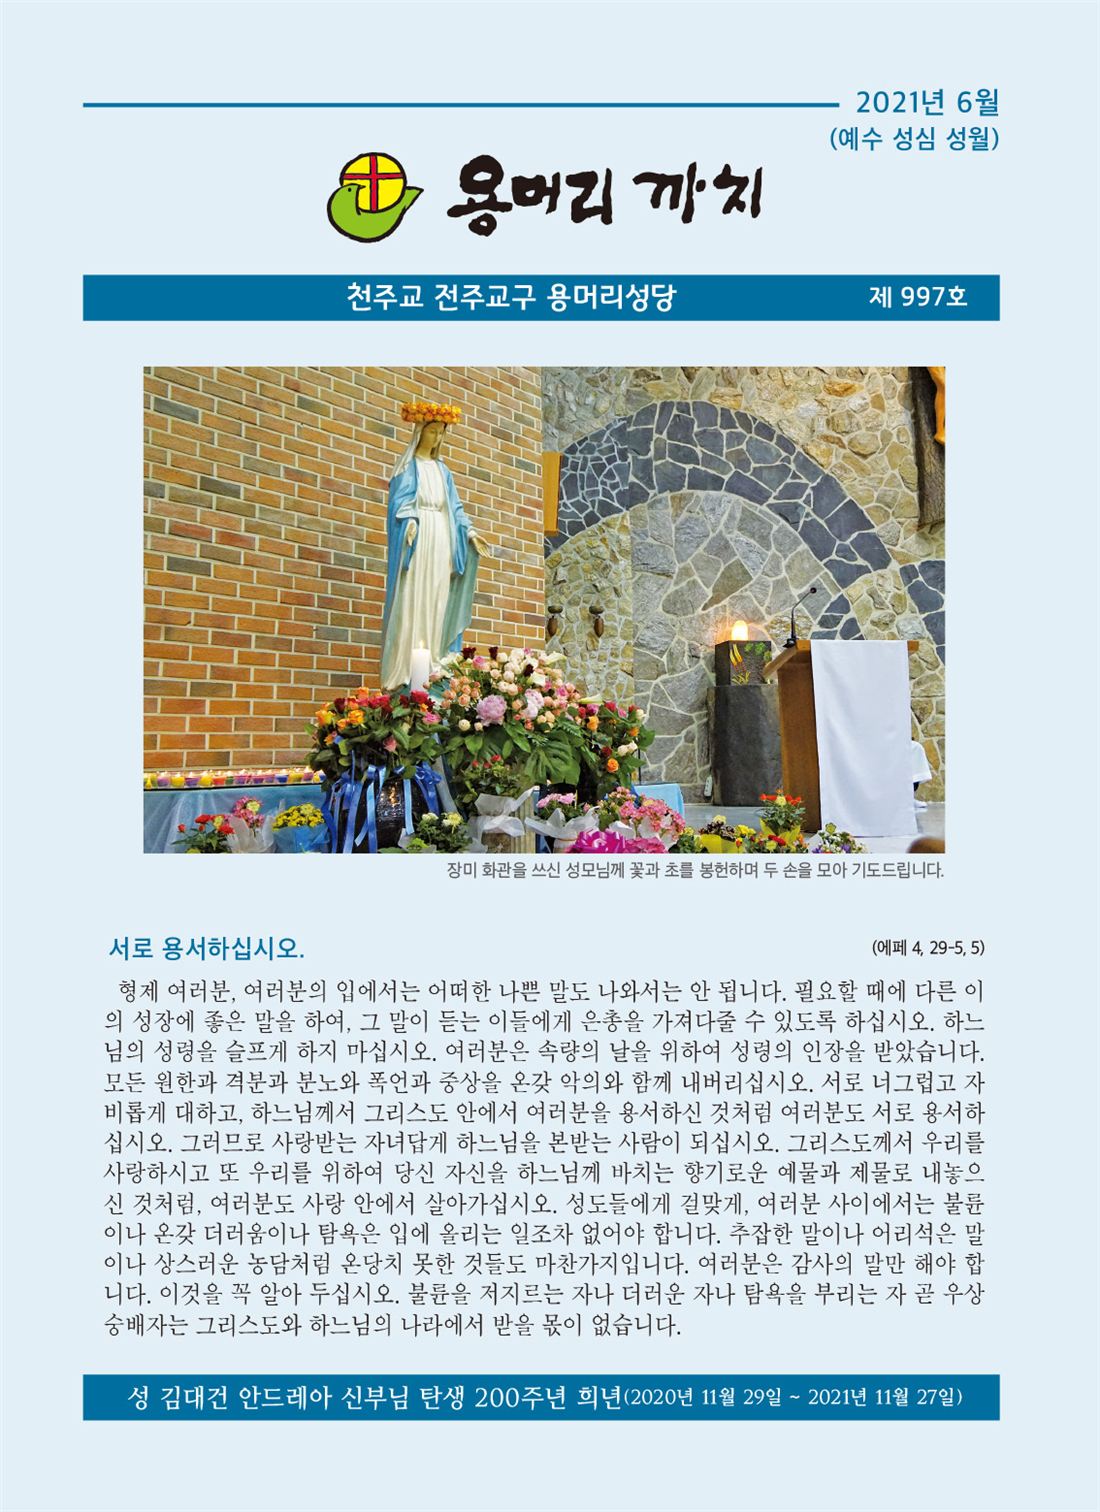 2021년 6월
(예수 성심 성월)
용머리 까치
천주교 전주교구 용머리성당 제 997호
장미 화관을 쓰신 성모님께 꽃과 초를 봉헌하며 두 손을 모아 기도드립니다.
서로 용서하십시오. (에페 4, 29-5, 5)
형제 여러분, 여러분의 입에서는 어떠한 나쁜 말도 나와서는 안 됩니다. 필요할 때에 다른 이
의 성장에 좋은 말을 하여, 그 말이 듣는 이들에게 은총을 가져다줄 수 있도록 하십시오. 하느
님의 성령을 슬프게 하지 마십시오. 여러분은 속량의 날을 위하여 성령의 인장을 받았습니다.
모든 원한과 격분과 분노와 폭언과 중상을 온갖 악의와 함께 내버리십시오. 서로 너그럽고 자
비롭게 대하고, 하느님께서 그리스도 안에서 여러분을 용서하신 것처럼 여러분도 서로 용서하
십시오. 그러므로 사랑받는 자녀답게 하느님을 본받는 사람이 되십시오. 그리스도께서 우리를
사랑하시고 또 우리를 위하여 당신 자신을 하느님께 바치는 향기로운 예물과 제물로 내놓으
신 것처럼, 여러분도 사랑 안에서 살아가십시오. 성도들에게 걸맞게, 여러분 사이에서는 불륜
이나 온갖 더러움이나 탐욕은 입에 올리는 일조차 없어야 합니다. 추잡한 말이나 어리석은 말
이나 상스러운 농담처럼 온당치 못한 것들도 마찬가지입니다. 여러분은 감사의 말만 해야 합
니다. 이것을 꼭 알아 두십시오. 불륜을 저지르는 자나 더러운 자나 탐욕을 부리는 자 곧 우상
숭배자는 그리스도와 하느님의 나라에서 받을 몫이 없습니다.
성 김대건 안드레아 신부님 탄생 200주년 희년(2020년 11월 29일 ~ 2021년 11월 27일)